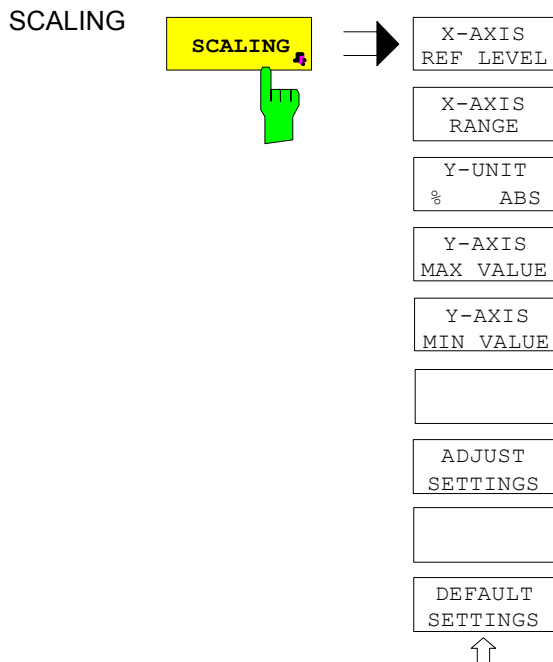 SCALING
SCALING
X-AXIS
REF LEVEL
X-AXIS
RANGE
Y-UNIT
% ABS
Y-AXIS
MAX VALUE
Y-AXIS
MIN VALUE
ADJUST
SETTINGS
DEFAULT
SETTINGS